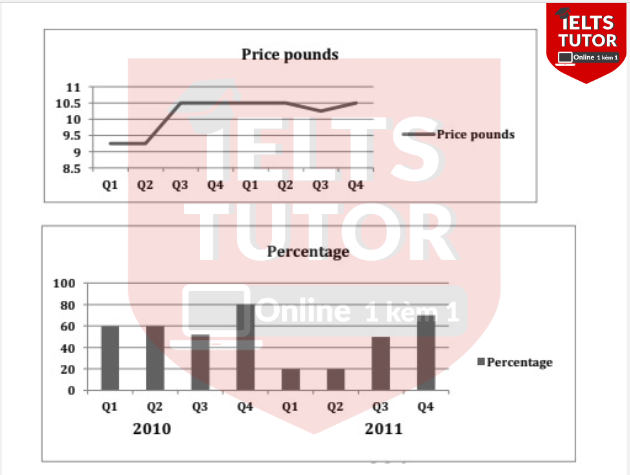 iELTS
TUTOR
Online 1 kèm 1
Price pounds
11
10.5
10
9.5
9
8.5
Q1 Q2 Q3 Q4 Q1 Q2 Q3 Q4
Price pounds
iELTS
TUTOR
Percentage
100
80
60
40
20
0
Online 1 kèm 1
Q1 Q2 Q3 Q4 Q1 Q2 Q3 Q4
2010 2011
Percentage